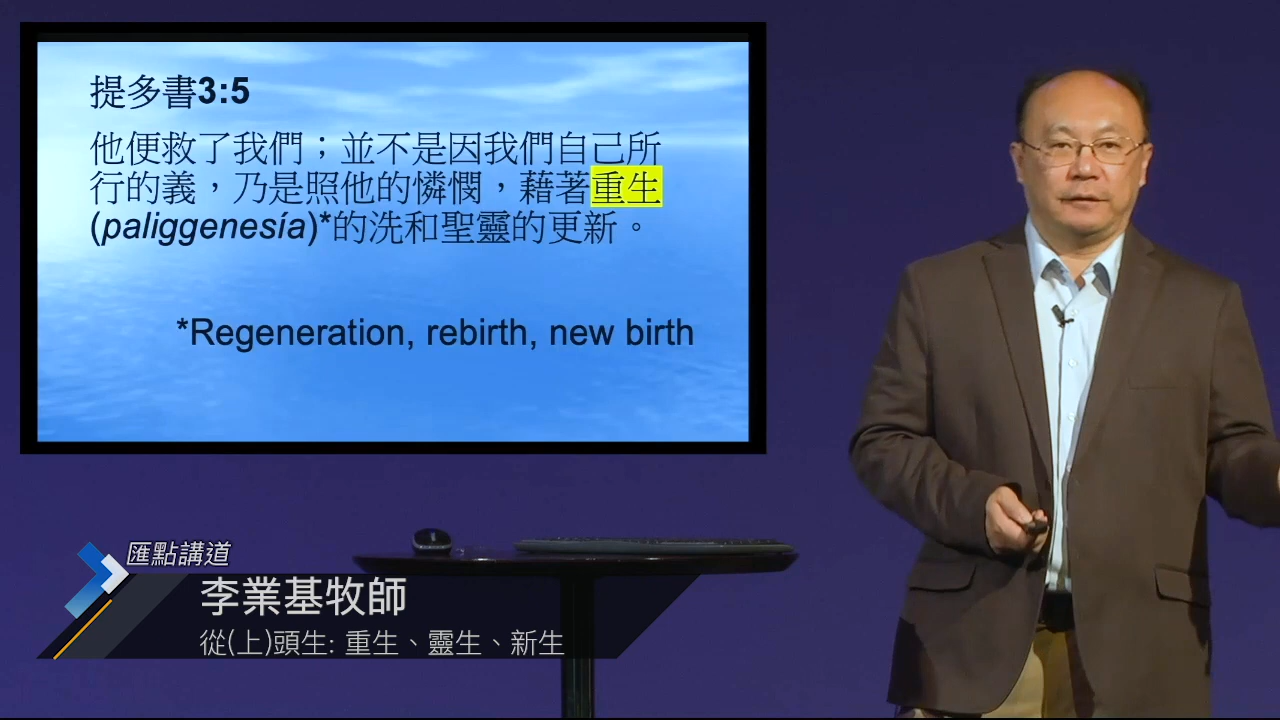 提多書3:5
他便救了我們；並不是因我們自己所
行的義，乃是照他的憐憫，藉著重生
(paliggenesía)*的洗和聖靈的更新。
*Regeneration, rebirth, new birth
匯點講道
李業基牧師
從(上)頭生: 重生、靈生、新生